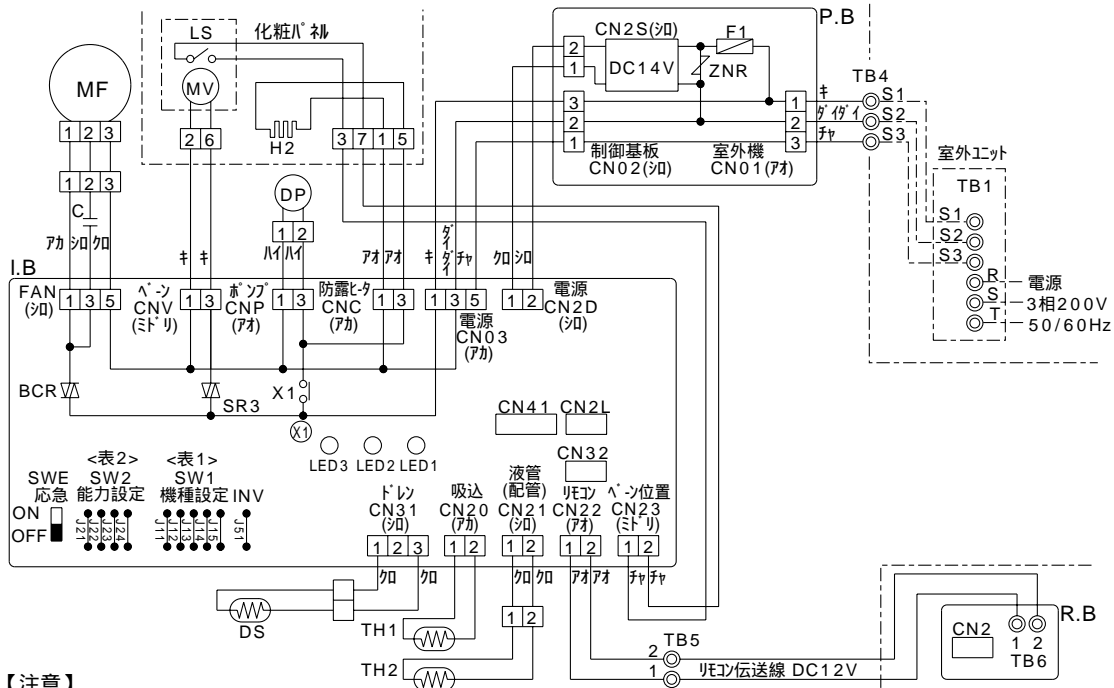 LS
化粧パネル
P.B
CN2S(シロ)
F1
2
1
DC14V
ZNR
MF
MV
TB4
キ S1
ダイダイ S2
チャ S3
3
2
1
1
2
3
1 2 3
2 6
H2
3 7 1 5
制御基板
CN02(シロ)
室外機
CN01(アオ)
室外ユニット
TB1
S1
S2
S3
R 電源
S 3相200V
T 50/60Hz
1 2 3
C
DP
1 2
アカ シロ クロ
キ キ
ハイ ハイ
アオ アオ
キ ダイダイ チャ
クロ シロ
I.B
FAN
(シロ)
1 3 5
ベーン
CNV
(ミドリ)
1 3
ポンプ
CNP
(アオ)
1 3
防露ヒータ
CNC
(アカ)
1 3
1 3 5
電源
CN03
(アカ)
1 2
電源
CN2D
(シロ)
BCR
SR3
X1
X1
LED3 LED2 LED1
CN41
CN2L
CN32
SWE
応急
ON
OFF
<表2>
SW2
能力設定
J21 J22 J23 J24
<表1>
SW1
機種設定
J11 J12 J13 J14 J15
INV
J51
ドレン
CN31
(シロ)
1 2 3
吸込
CN20
(アカ)
1 2
液管
(配管)
CN21
(シロ)
1 2
リモコン
CN22
(アオ)
1 2
ベーン位置
CN23
(ミドリ)
1 2
クロ クロ
クロ クロ
アオ アオ
チャ チャ
DS
TH1
1 2
TH2
TB5
2
1
リモコン伝送線 DC12V
R.B
CN2
1 2
TB6
【注意】